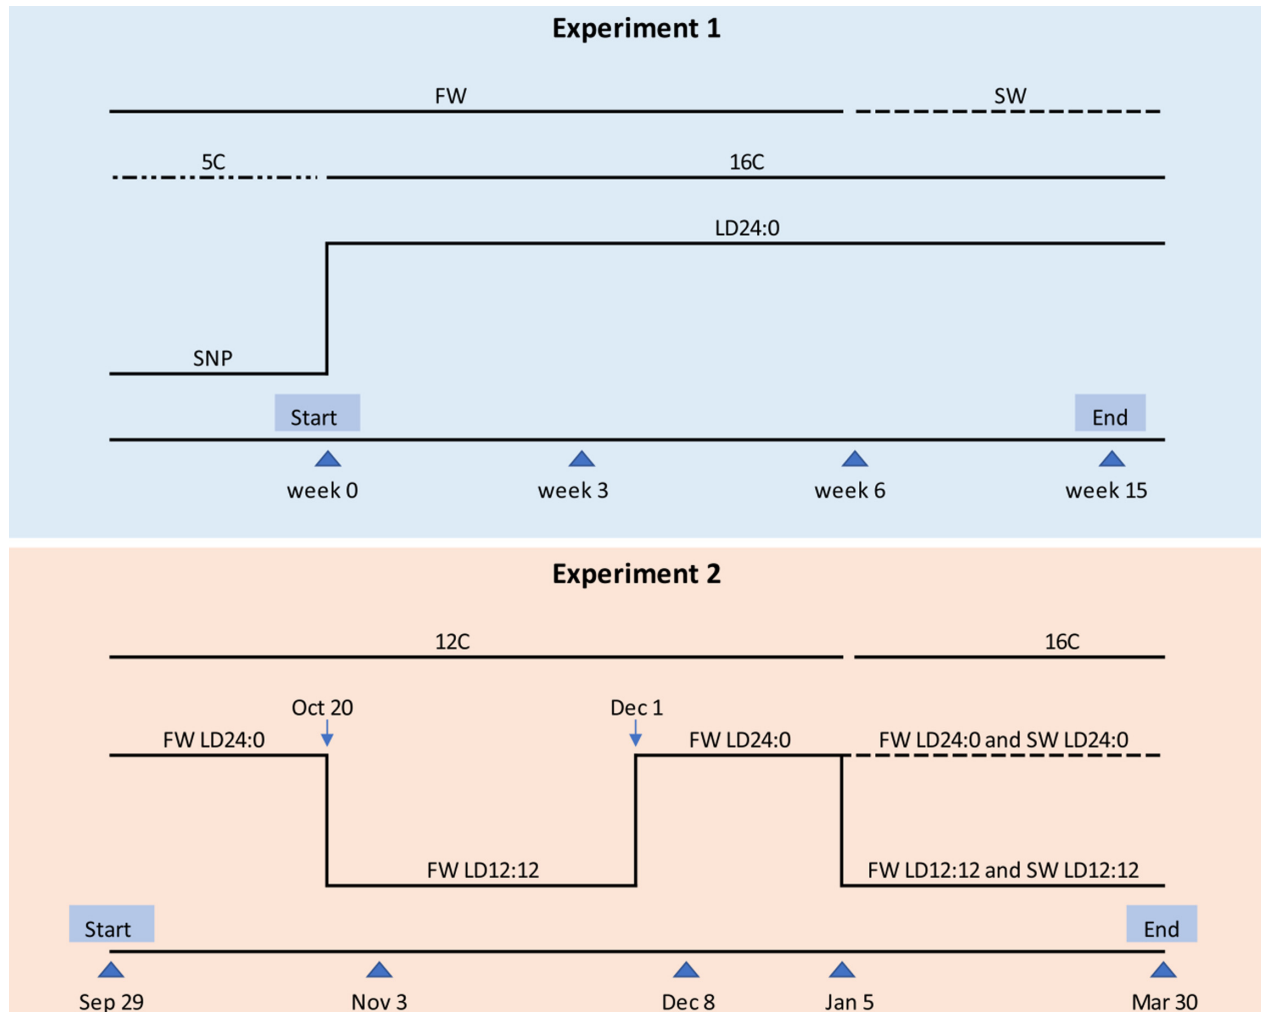 Experiment 1
FW SW
5C 16C
LD24:0
SNP
Start End
week 0 week 3 week 6 week 15
Experiment 2
12C 16C
Oct 20 Dec 1
FW LD24:0 FW LD24:0 FW LD24:0 and SW LD24:0
FW LD12:12 FW LD12:12 and SW LD12:12
Start End
Sep 29 Nov 3 Dec 8 Jan 5 Mar 30